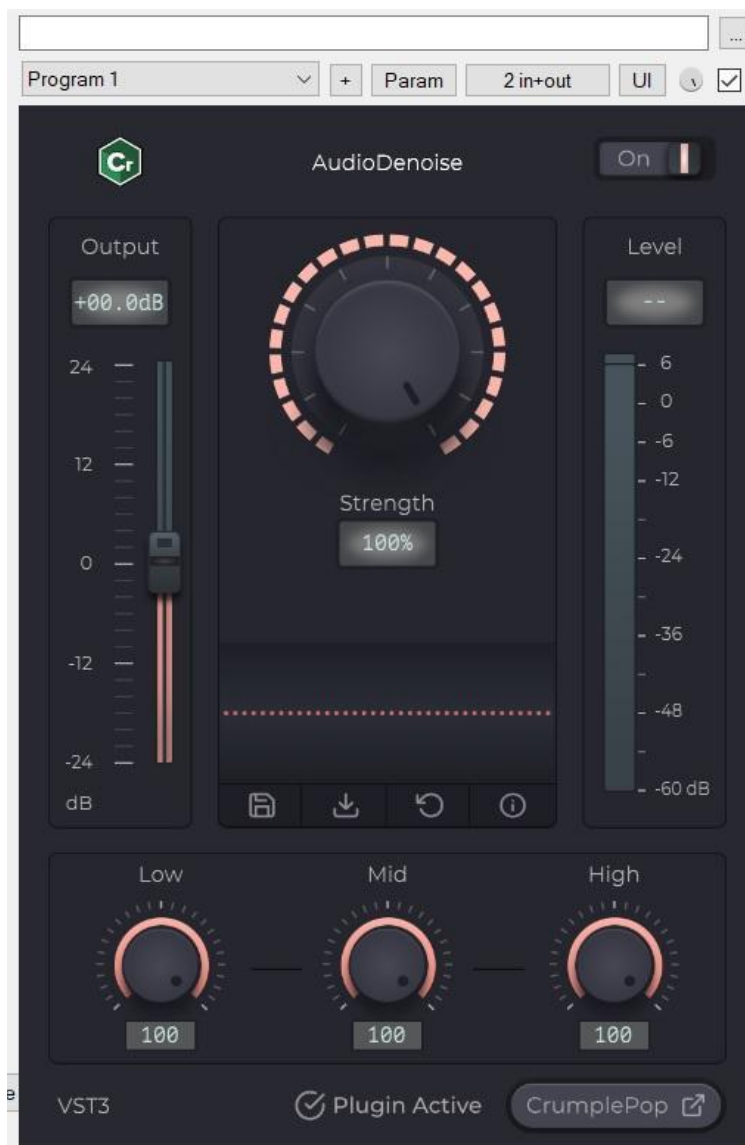 ...
Program 1
+
Param
2 in+out
UI
Cr
AudioDenoise
On
Output
+00.0dB
24
12
0
-12
-24
dB
Strength
100%
Level
--
6
0
-6
-12
-24
-36
-48
-60 dB
Low
Mid
High
100
100
100
e
VST3
Plugin Active
CrumplePop